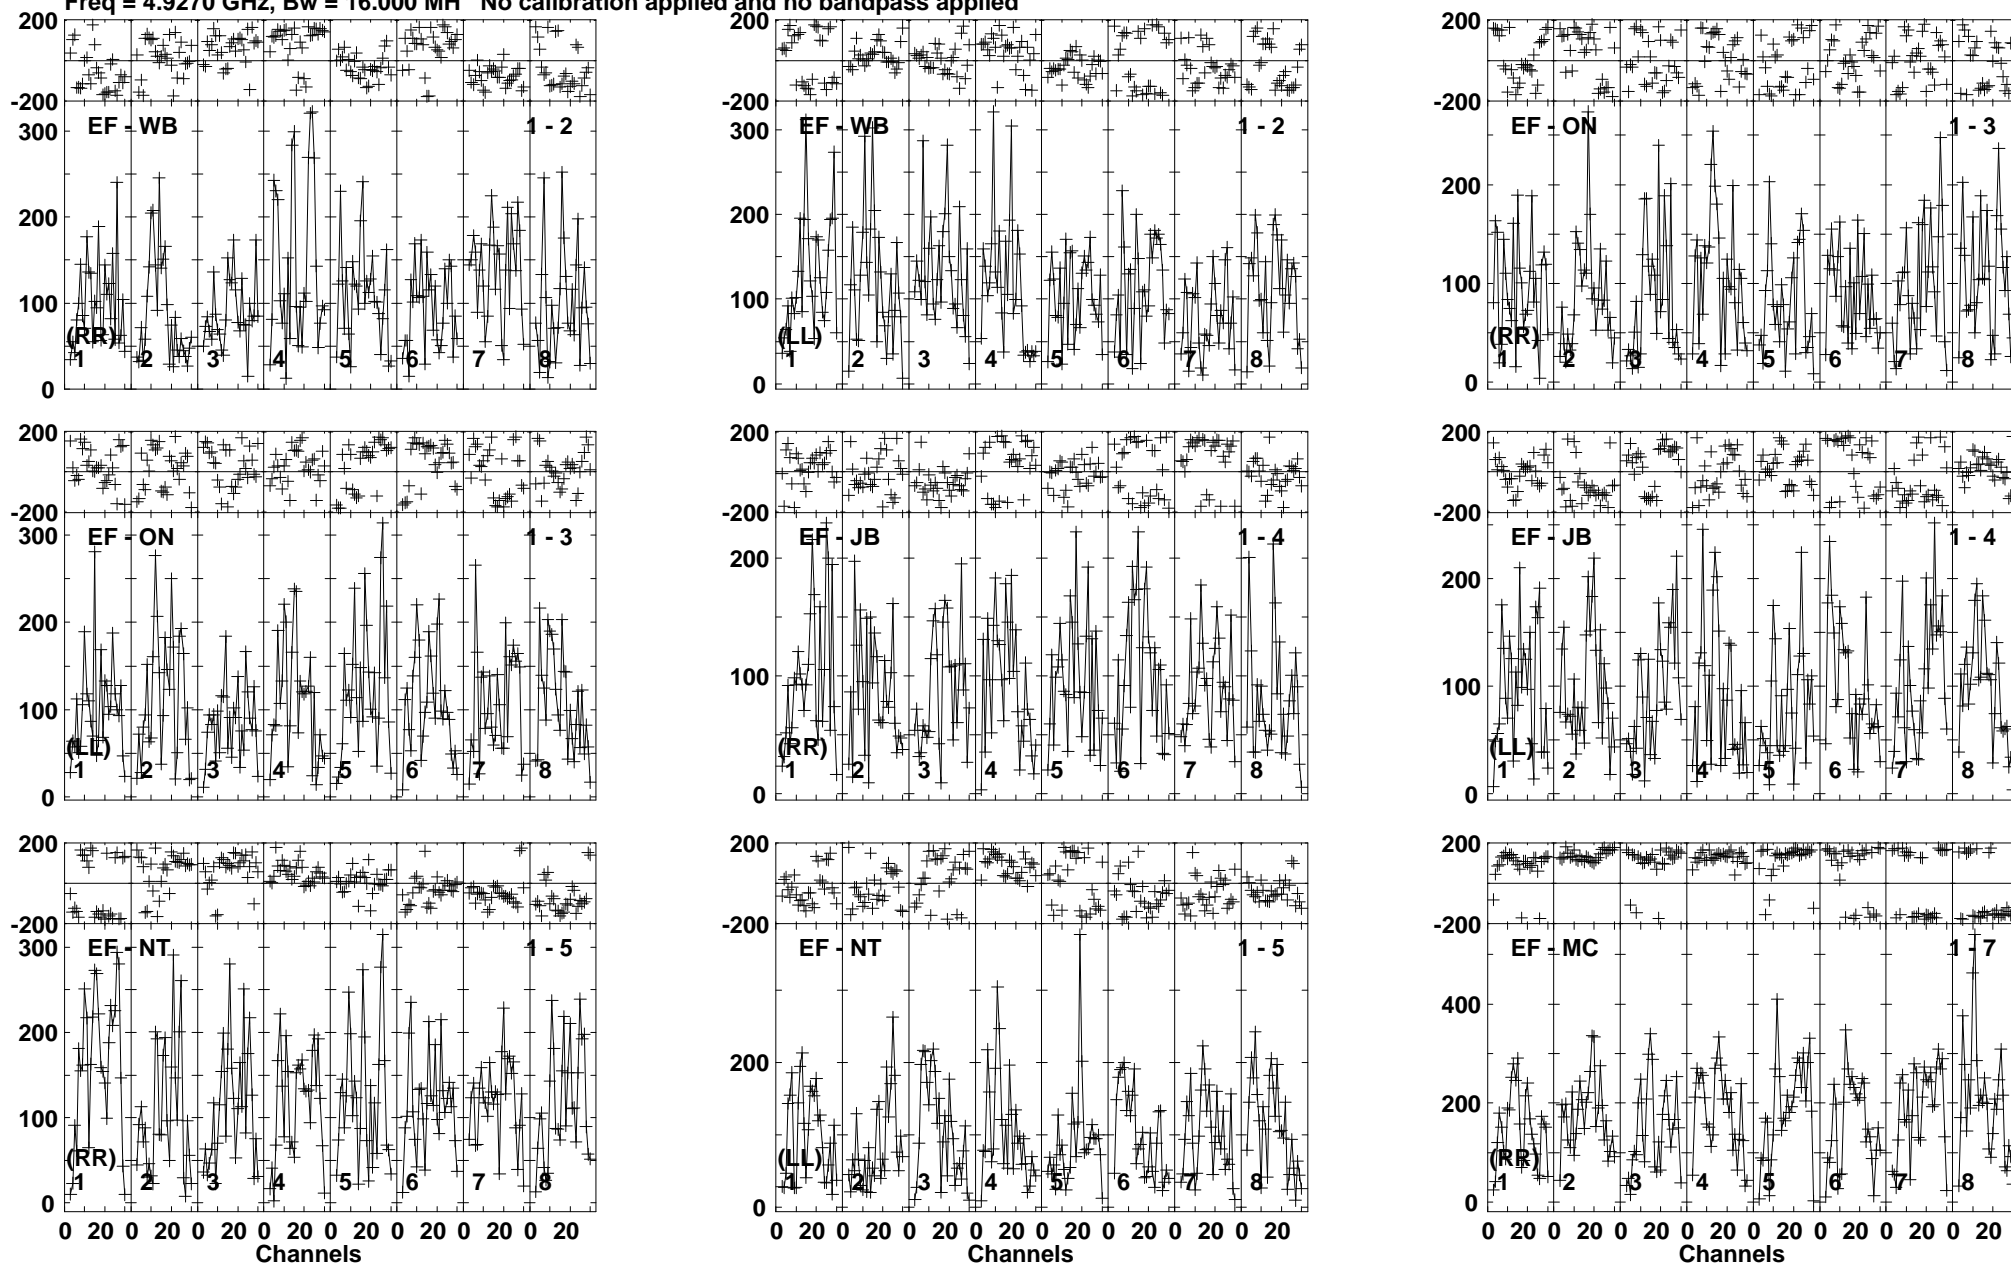 Freq = 4.9270 GHz, Bw = 16.000 MH No calibration applied and no bandpass applied
200 200 200
-200 -200 -200
EF - WB 1 - 2 EF - WB 1 - 2 EF - ON 1 - 3
300 300
200 200 200
100 100 100
(RR) (LL) (RR)
1 2 3 4 5 6 7 8 1 2 3 4 5 6 7 8 1 2 3 4 5 6 7 8
0 0 0
200 200 200
-200 -200 -200
EF - ON 1 - 3 EF - JB 1 - 4 EF - JB 1 - 4
300
200 200 200
100 100 100
(LL) (RR) (LL)
1 2 3 4 5 6 7 8 1 2 3 4 5 6 7 8 1 2 3 4 5 6 7 8
0 0 0
200 200 200
-200 -200 -200
EF - NT 1 - 5 EF - NT 1 - 5 EF - MC 1 - 7
300 400
200 200 200
100
(RR) (LL) (RR)
1 2 3 4 5 6 7 8 1 2 3 4 5 6 7 8 1 2 3 4 5 6 7 8
0 0 0
0 20 0 20 0 20 0 20 0 20 0 20 0 20 0 20 0 20 0 20 0 20 0 20 0 20 0 20 0 20 0 20 0 20 0 20 0 20 0 20 0 20 0 20 0 20 0 20
Channels Channels Channels